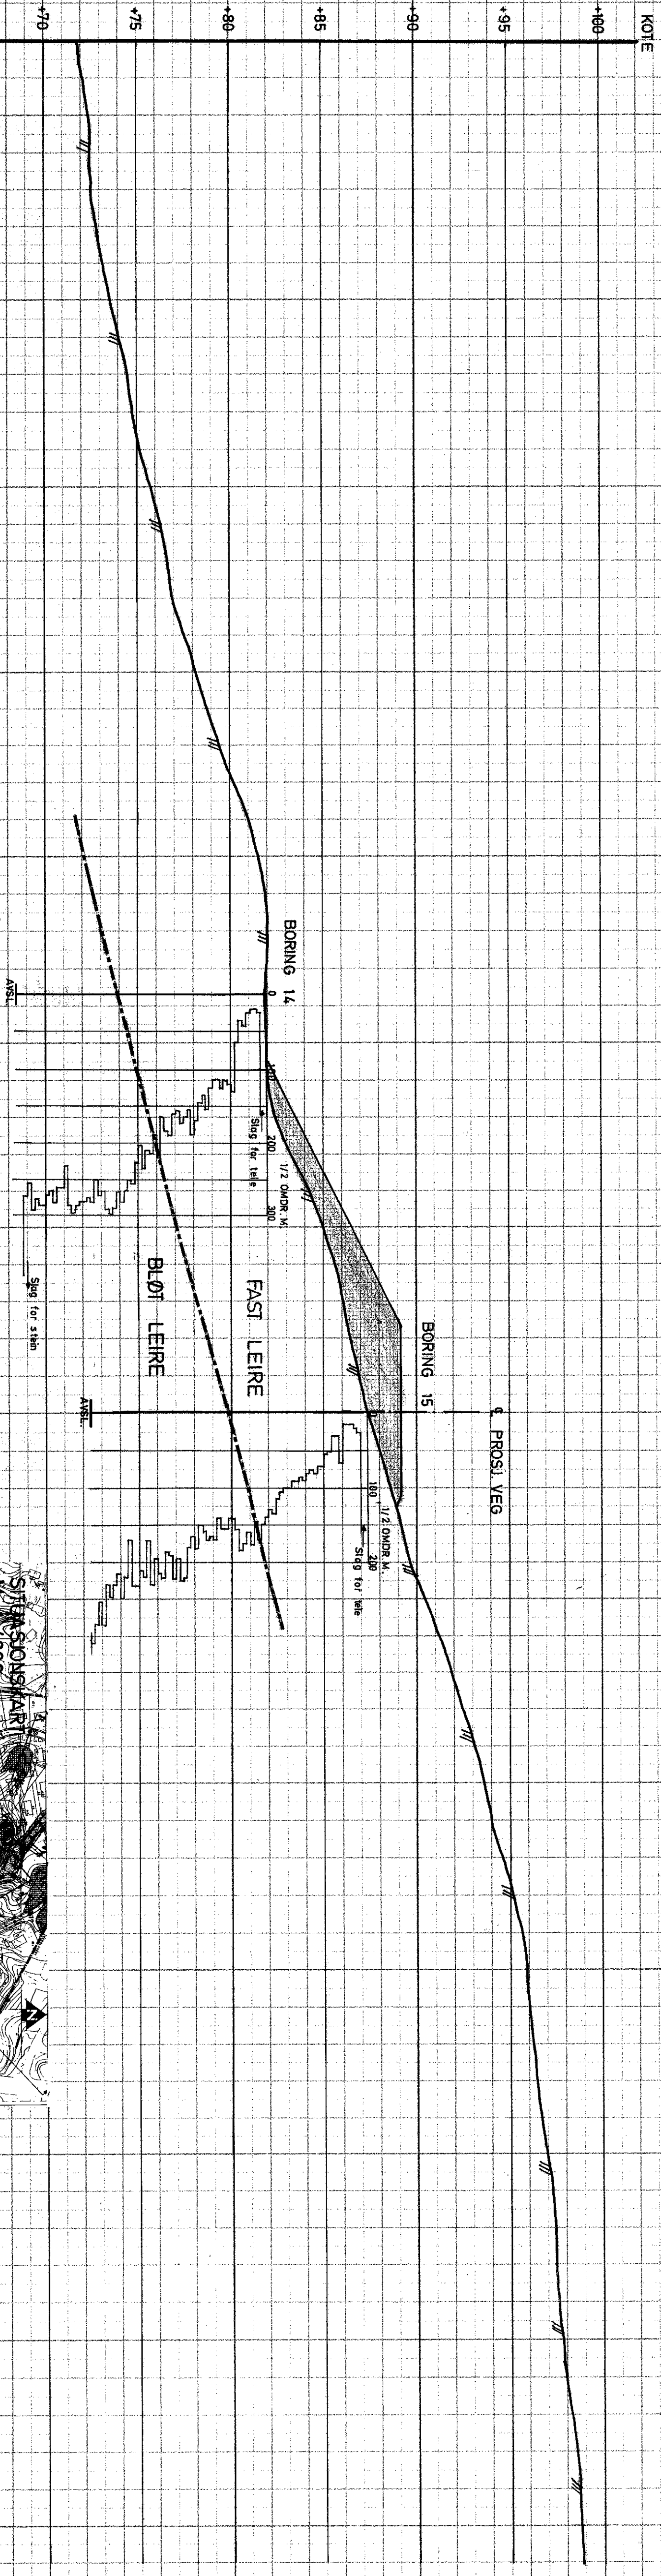 KOTE
+100
+95
+90
+85
+80
+75
+70
BORING 14
0
100
200
300
1/2 OMDR. M.
Slag for tele
AVSL.
Slag for stein
FAST LEIRE
BLØT LEIRE
℄ PROSJ. VEG
BORING 15
0
100
200
1/2 OMDR. M.
Slag for tele
AVSL.
SITUASJONSKART
N